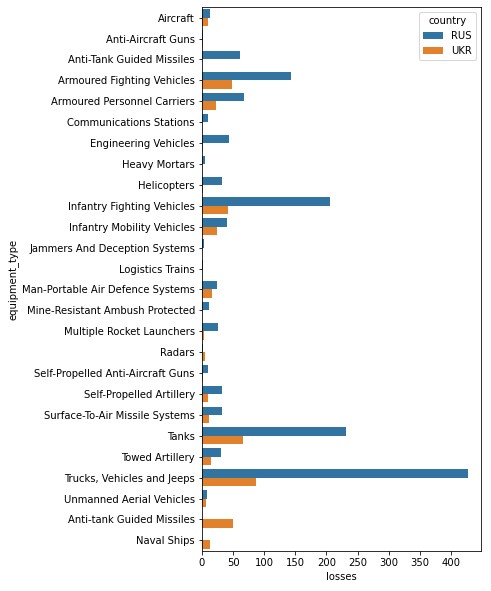 country
RUS
UKR
Aircraft
Anti-Aircraft Guns
Anti-Tank Guided Missiles
Armoured Fighting Vehicles
Armoured Personnel Carriers
Communications Stations
Engineering Vehicles
Heavy Mortars
Helicopters
Infantry Fighting Vehicles
Infantry Mobility Vehicles
Jammers And Deception Systems
Logistics Trains
Man-Portable Air Defence Systems
Mine-Resistant Ambush Protected
Multiple Rocket Launchers
Radars
Self-Propelled Anti-Aircraft Guns
Self-Propelled Artillery
Surface-To-Air Missile Systems
Tanks
Towed Artillery
Trucks, Vehicles and Jeeps
Unmanned Aerial Vehicles
Anti-tank Guided Missiles
Naval Ships
equipment_type
0 50 100 150 200 250 300 350 400
losses